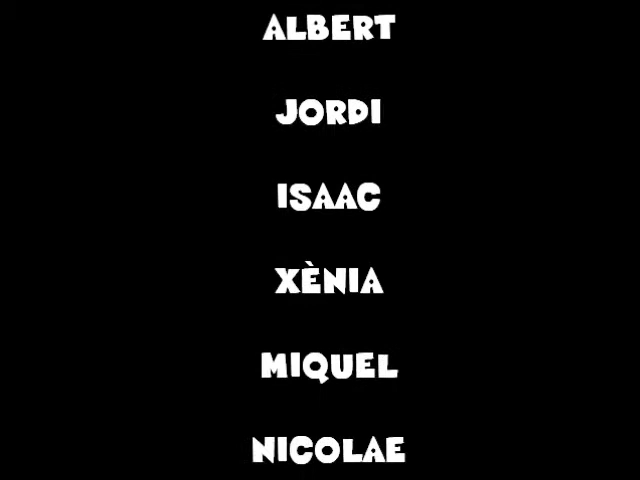 ALBERT
JORDI
ISAAC
XÈNIA
MIQUEL
NICOLAE